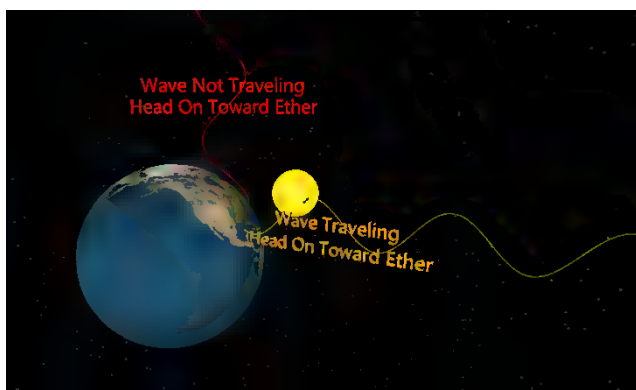 Wave Not Traveling
Head On Toward Ether
Wave Traveling
Head On Toward Ether